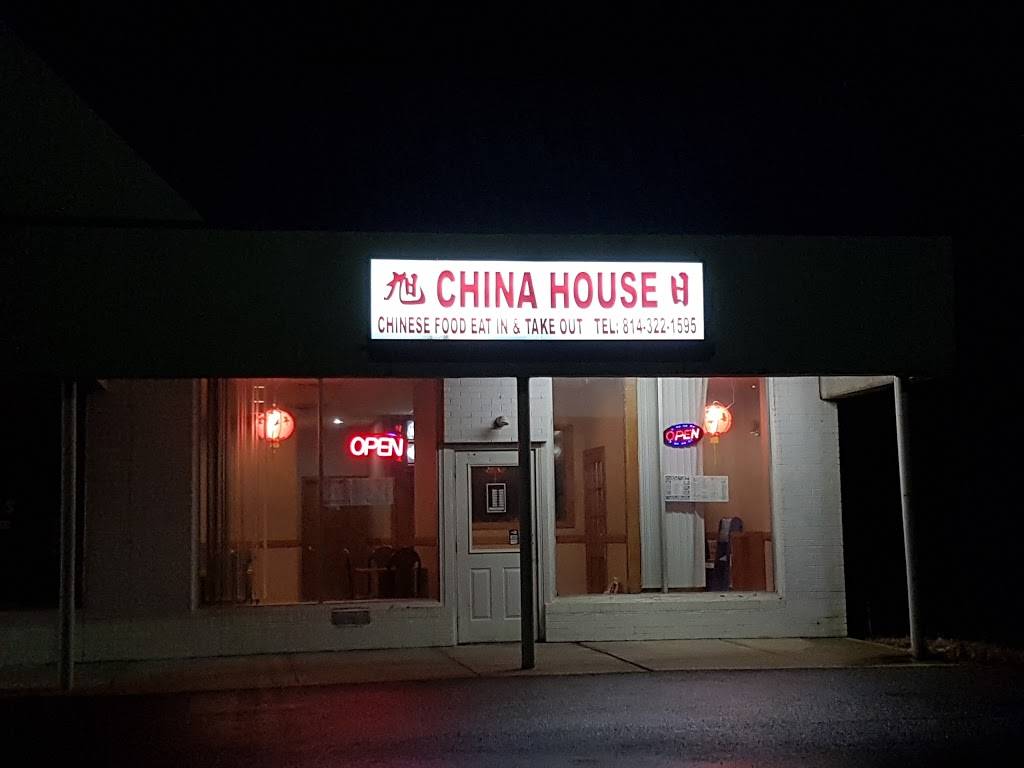 旭 CHINA HOUSE 日
CHINESE FOOD EAT IN & TAKE OUT TEL: 814-322-1595
OPEN
OPEN